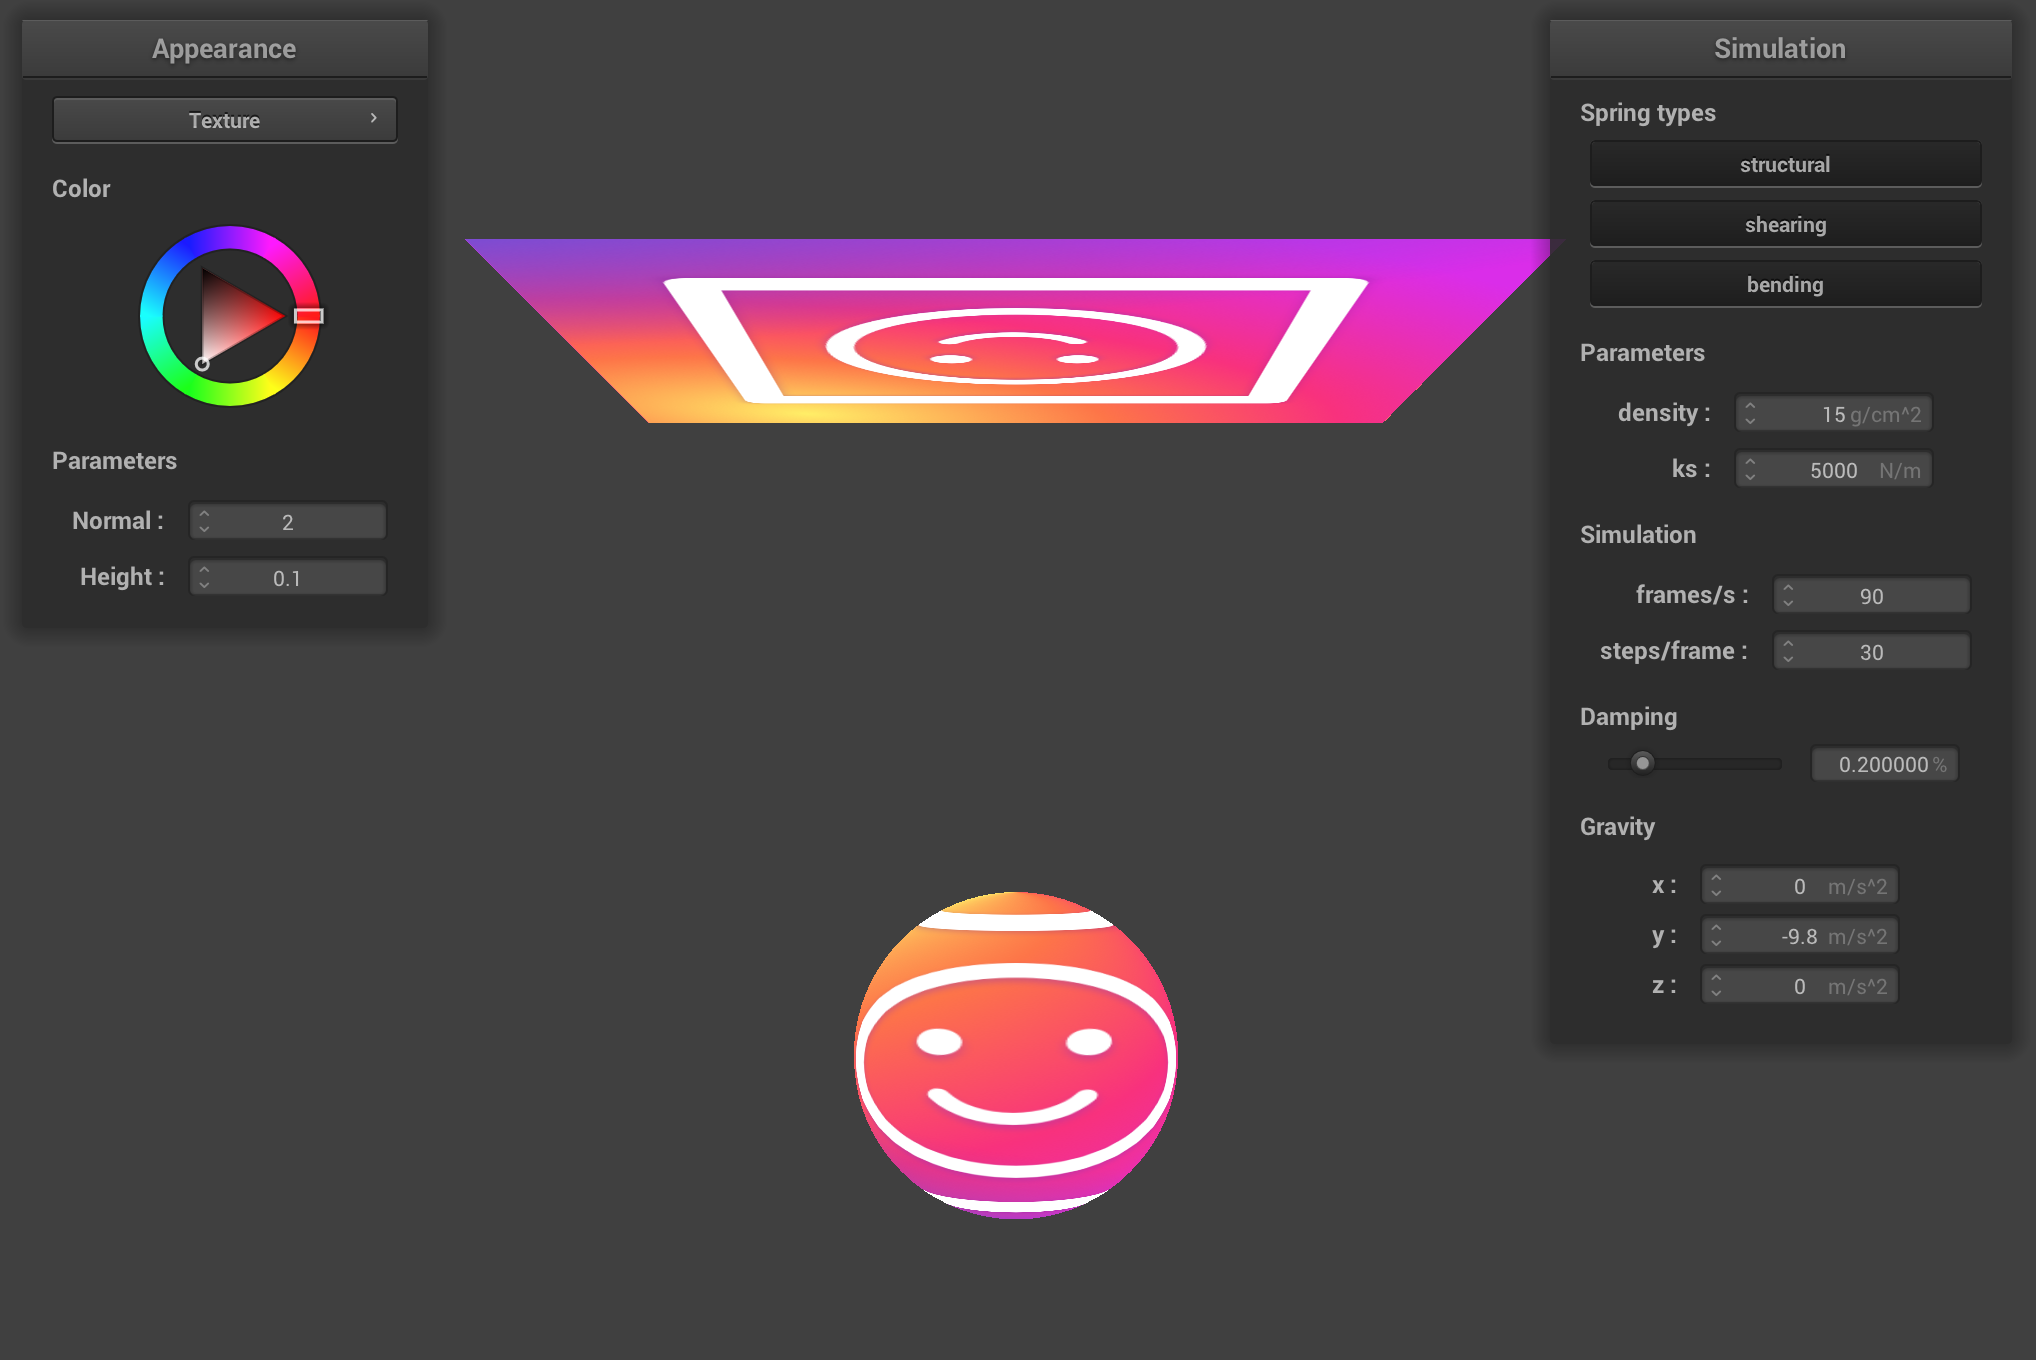 Appearance
Texture
Color
Parameters
Normal : 2
Height : 0.1
Simulation
Spring types
structural
shearing
bending
Parameters
density : 15 g/cm^2
ks : 5000 N/m
Simulation
frames/s : 90
steps/frame : 30
Damping
0.200000 %
Gravity
x : 0 m/s^2
y : -9.8 m/s^2
z : 0 m/s^2